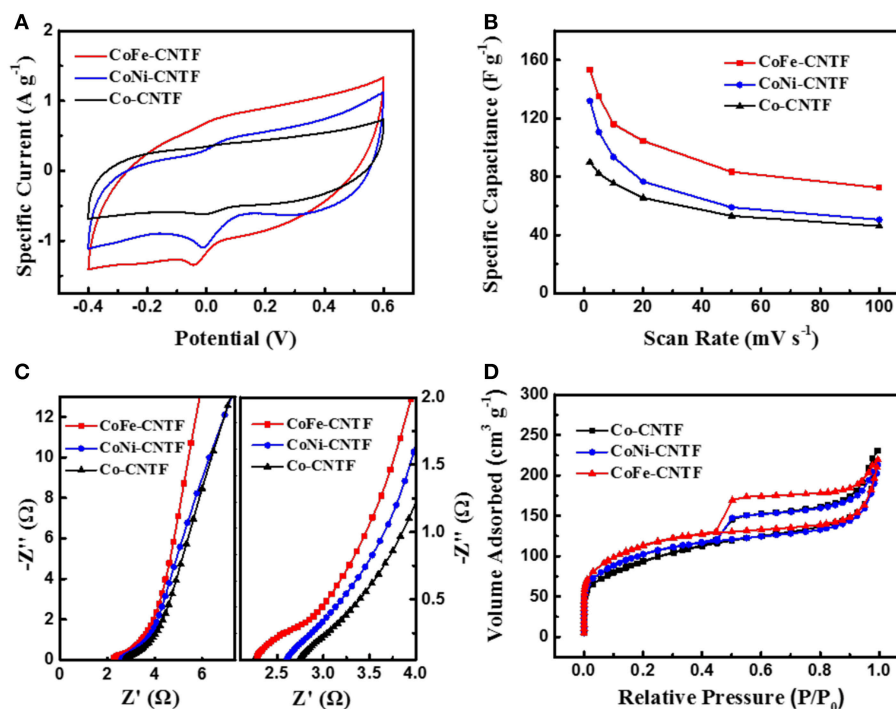 A
CoFe-CNTF
CoNi-CNTF
Co-CNTF
Specific Current (A g⁻¹)
2
1
0
-1
-0.4 -0.2 0.0 0.2 0.4 0.6
Potential (V)
B
CoFe-CNTF
CoNi-CNTF
Co-CNTF
Specific Capacitance (F g⁻¹)
160
120
80
40
0
0 20 40 60 80 100
Scan Rate (mV s⁻¹)
C
CoFe-CNTF
CoNi-CNTF
Co-CNTF
-Z'' (Ω)
12
10
8
6
4
2
0
2 4 6
Z' (Ω)
CoFe-CNTF
CoNi-CNTF
Co-CNTF
-Z'' (Ω)
2.0
1.5
1.0
0.5
2.5 3.0 3.5 4.0
Z' (Ω)
D
Co-CNTF
CoNi-CNTF
CoFe-CNTF
Volume Adsorbed (cm³ g⁻¹)
300
250
200
150
100
50
0
0.0 0.2 0.4 0.6 0.8 1.0
Relative Pressure (P/P₀)